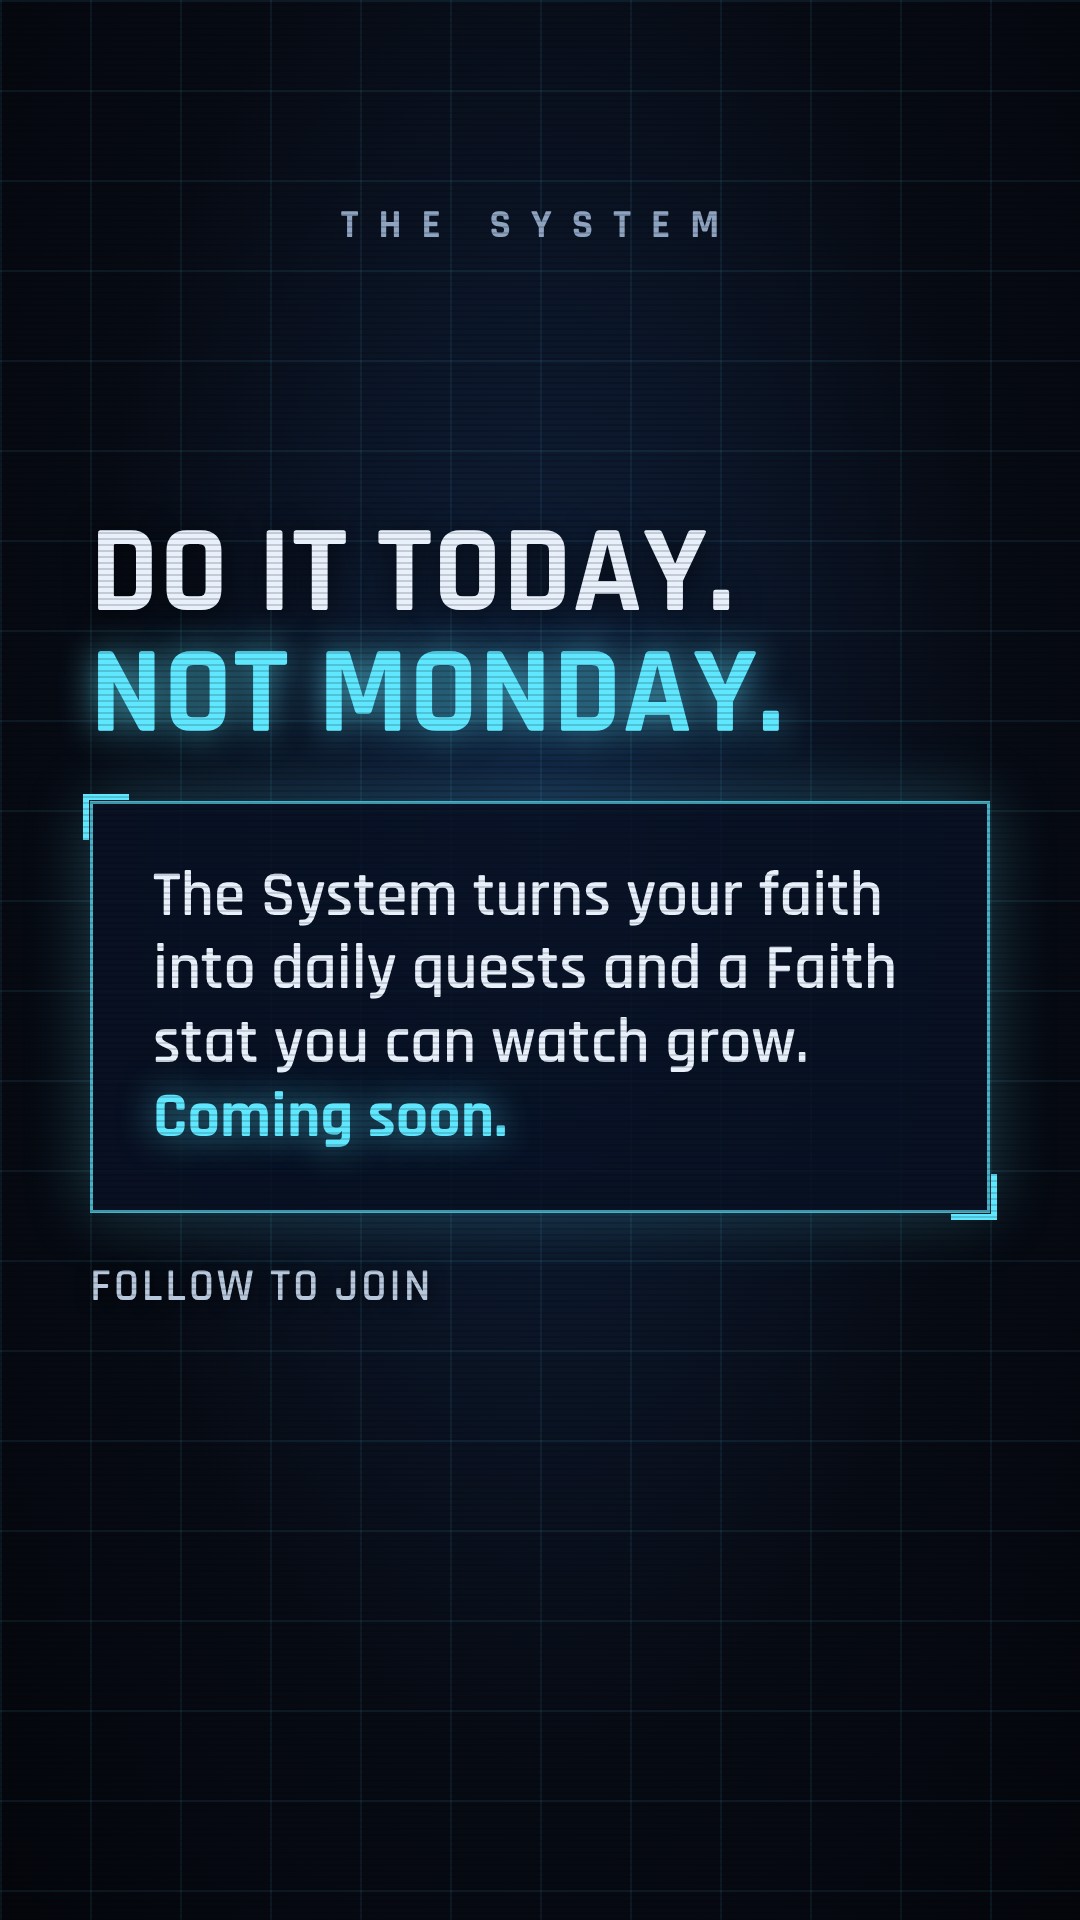 THE SYSTEM
DO IT TODAY.
NOT MONDAY.
The System turns your faith
into daily quests and a Faith
stat you can watch grow.
Coming soon.
FOLLOW TO JOIN